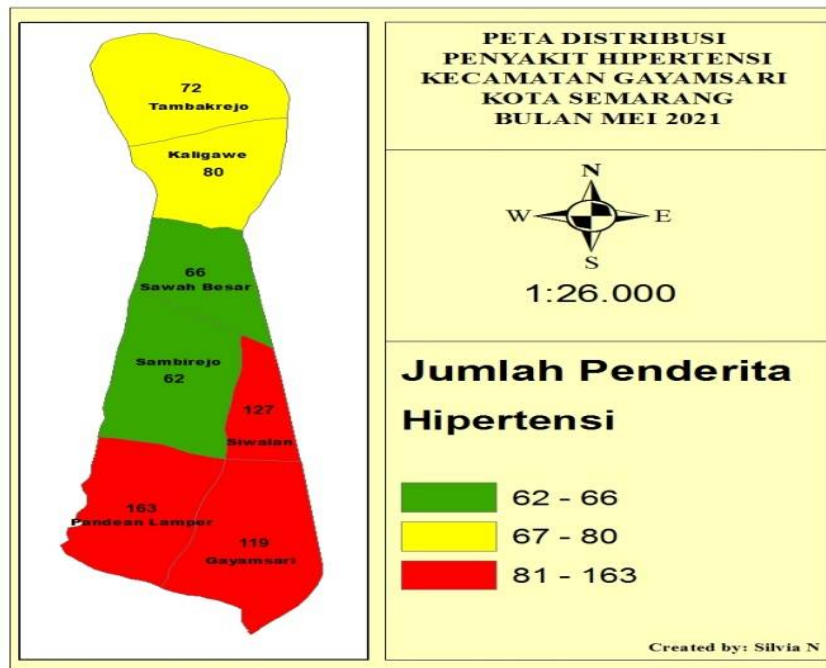 72
Tambakrejo
Kaligawe
80
66
Sawah Besar
Sambirejo
62
127
Siwalan
163
Pandean Lamper
119
Gayamsari
PETA DISTRIBUSI
PENYAKIT HIPERTENSI
KECAMATAN GAYAMSARI
KOTA SEMARANG
BULAN MEI 2021
N
W
E
S
1:26.000
Jumlah Penderita
Hipertensi
62 - 66
67 - 80
81 - 163
Created by: Silvia N